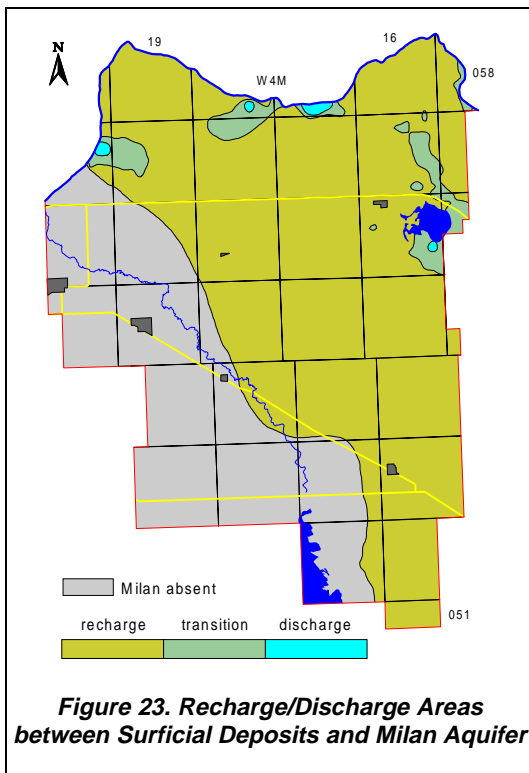 19
16
N
W4M
058
Milan absent
051
recharge transition discharge
Figure 23. Recharge/Discharge Areas
between Surficial Deposits and Milan Aquifer